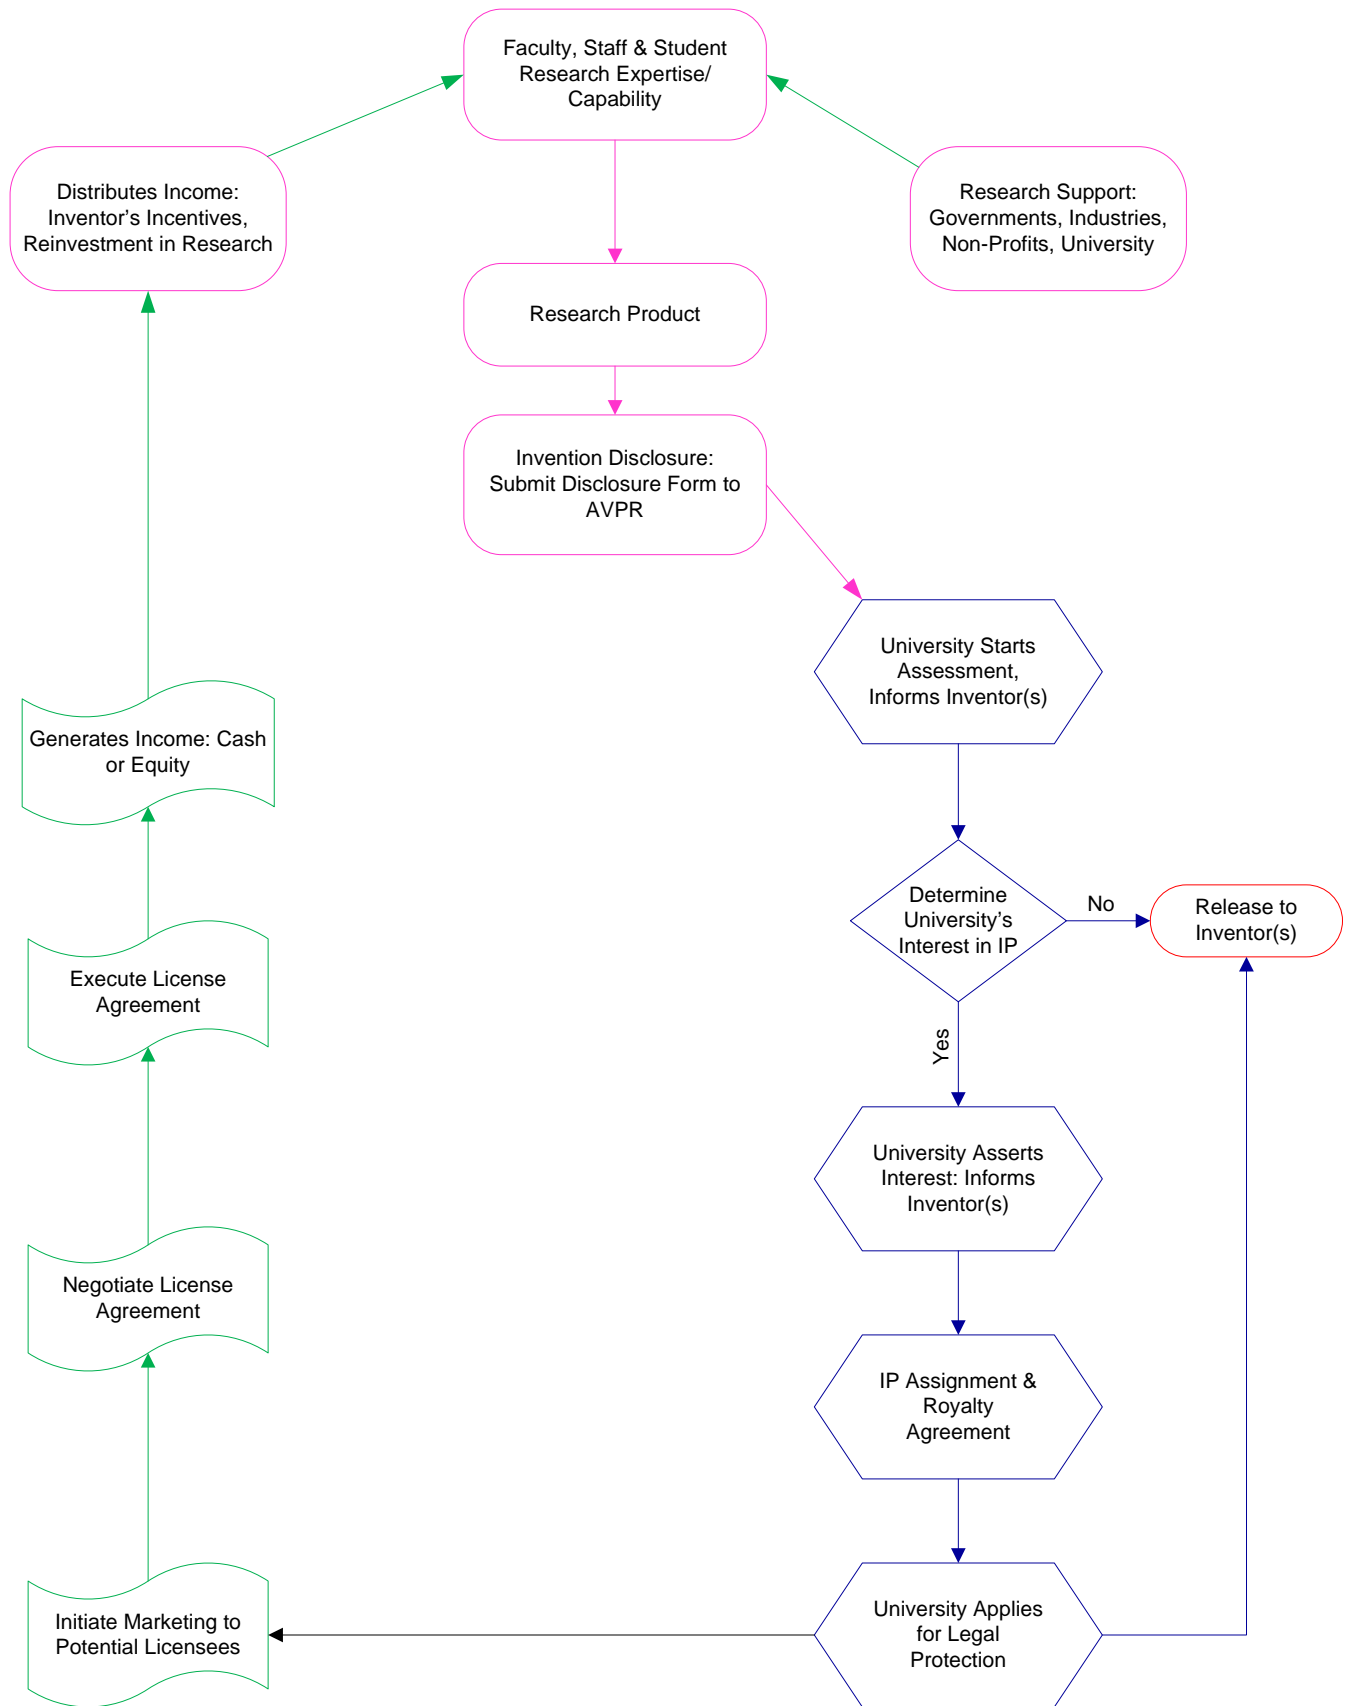 Faculty, Staff & Student
Research Expertise/
Capability
Distributes Income:
Inventor's Incentives,
Reinvestment in Research
Research Support:
Governments, Industries,
Non-Profits, University
Research Product
Invention Disclosure:
Submit Disclosure Form to
AVPR
University Starts
Assessment,
Informs Inventor(s)
Generates Income: Cash
or Equity
Determine
University's
Interest in IP
No
Release to
Inventor(s)
Yes
Execute License
Agreement
University Asserts
Interest: Informs
Inventor(s)
Negotiate License
Agreement
IP Assignment &
Royalty
Agreement
Initiate Marketing to
Potential Licensees
University Applies
for Legal
Protection